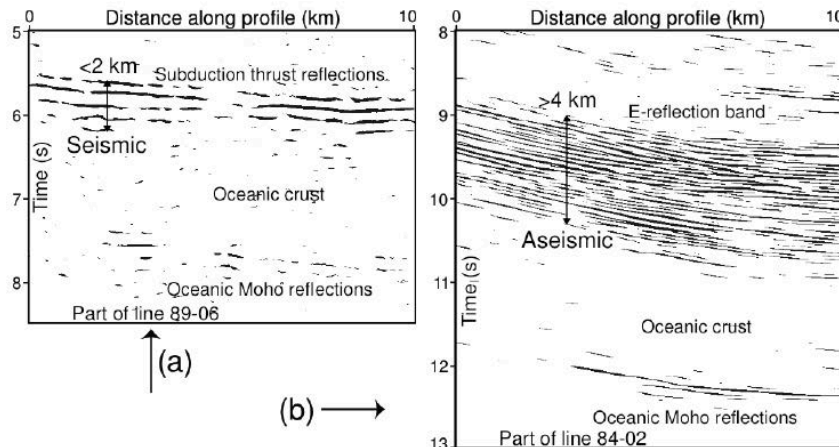 Distance along profile (km)
0
10
5
6
7
8
Time (s)
<2 km
Subduction thrust reflections
Seismic
Oceanic crust
Oceanic Moho reflections
Part of line 89-06
(a)
(b)
Distance along profile (km)
0
10
8
9
10
11
12
13
Time (s)
>4 km
E-reflection band
Aseismic
Oceanic crust
Oceanic Moho reflections
Part of line 84-02